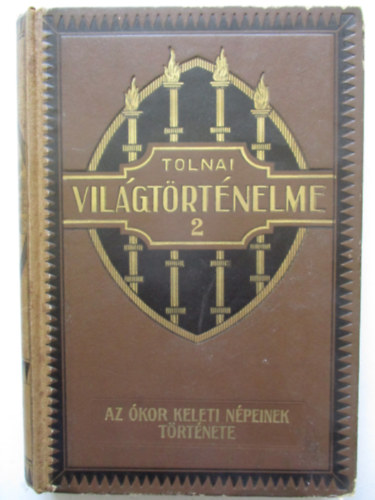 TOLNAI
VILÁGTÖRTÉNELME
2
AZ ÓKOR KELETI NÉPEINEK
TÖRTÉNETE